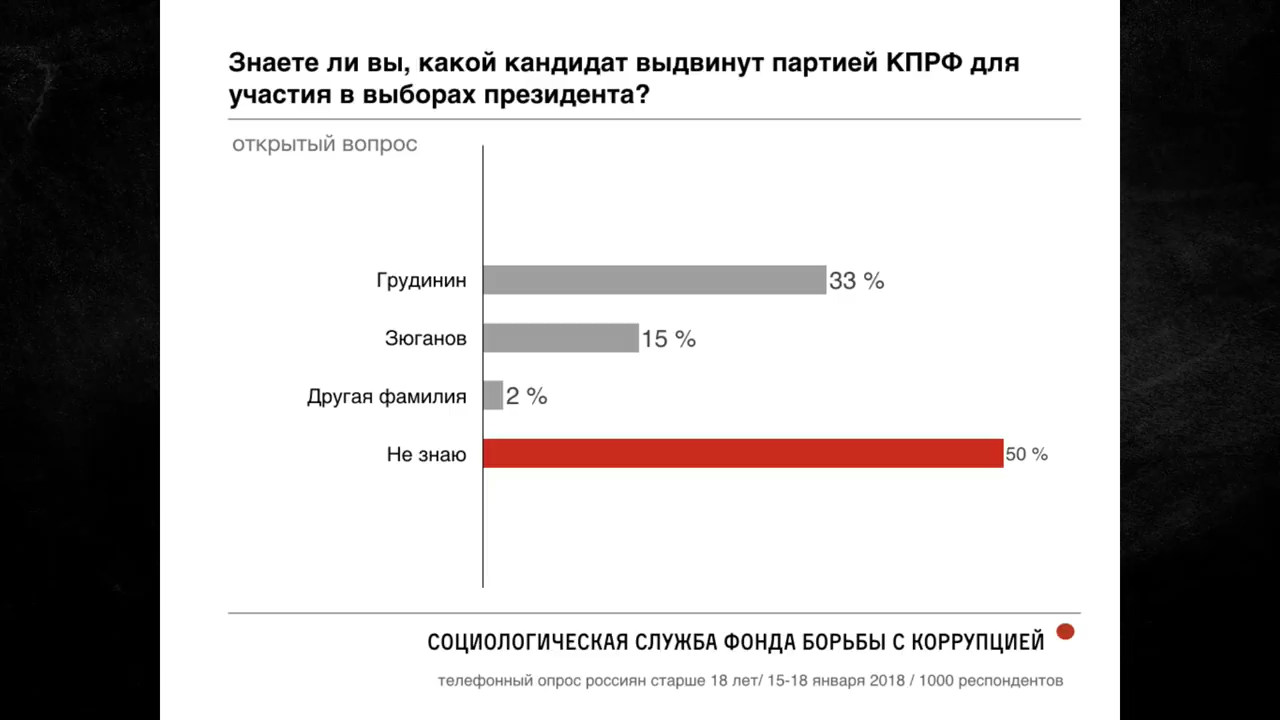 Знаете ли вы, какой кандидат выдвинут партией КПРФ для
участия в выборах президента?
открытый вопрос
Грудинин 33 %
Зюганов 15 %
Другая фамилия 2 %
Не знаю 50 %
СОЦИОЛОГИЧЕСКАЯ СЛУЖБА ФОНДА БОРЬБЫ С КОРРУПЦИЕЙ
телефонный опрос россиян старше 18 лет/ 15-18 января 2018 / 1000 респондентов